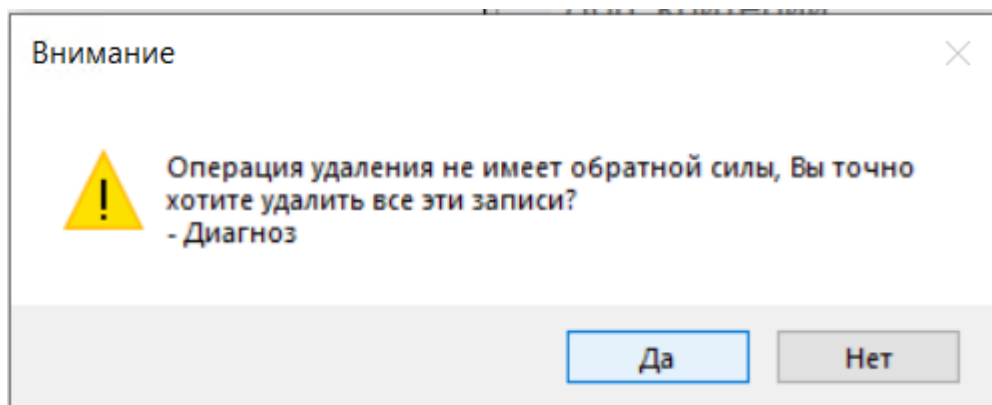 Внимание
Операция удаления не имеет обратной силы, Вы точно
хотите удалить все эти записи?
- Диагноз
Да
Нет